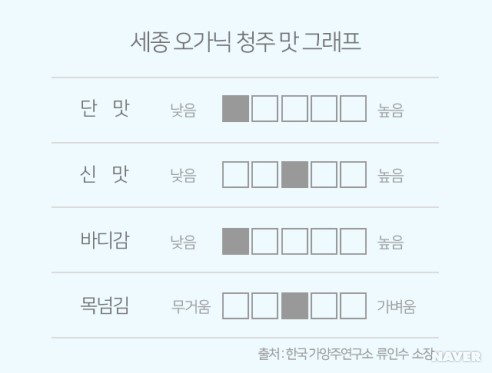 세종 오가닉 청주 맛 그래프
단 맛 낮음 높음
신 맛 낮음 높음
바디감 낮음 높음
목넘김 무거움 가벼움
출처 : 한국가양주연구소 류인수 소장
NAVER